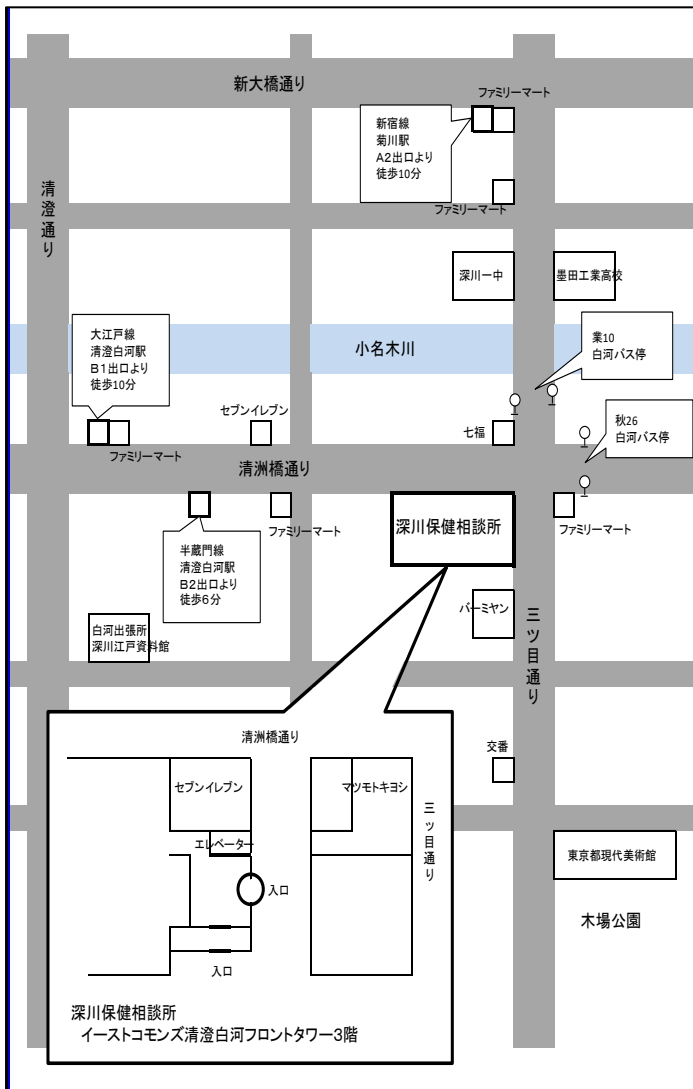 新大橋通り
ファミリーマート
新宿線
菊川駅
A2出口より
徒歩10分
清澄通り
ファミリーマート
深川一中
墨田工業高校
大江戸線
清澄白河駅
B1出口より
徒歩10分
小名木川
業10
白河バス停
セブンイレブン
七福
秋26
白河バス停
ファミリーマート
清洲橋通り
深川保健相談所
ファミリーマート
ファミリーマート
半蔵門線
清澄白河駅
B2出口より
徒歩6分
バーミヤン
三ツ目通り
白河出張所
深川江戸資料館
清洲橋通り
交番
セブンイレブン
マツモトキヨシ
三ッ目通り
エレベーター
東京都現代美術館
入口
木場公園
入口
深川保健相談所
イーストコモンズ清澄白河フロントタワー3階